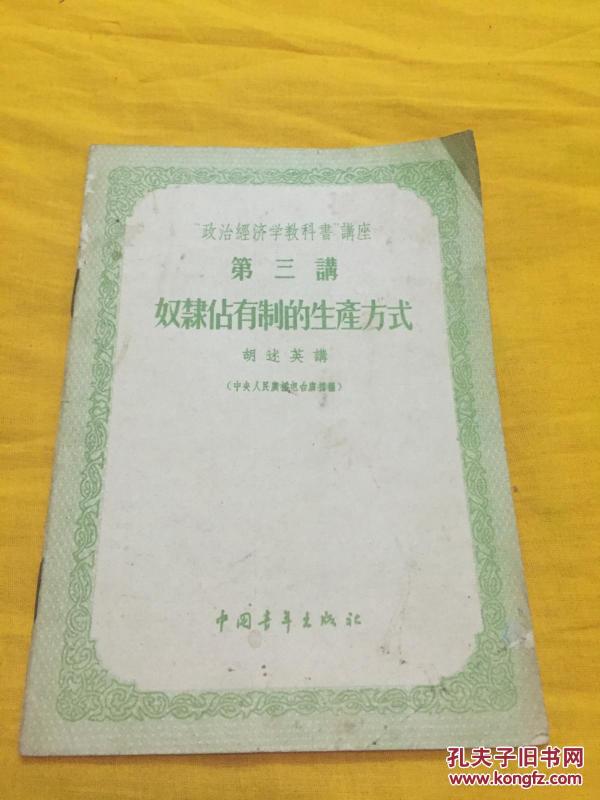 "政治經济学教科書"講座
第三講
奴隸佔有制的生產方式
胡迷英講
(中央人民廣播电台廣播稿)
中国青年出版社
孔夫子旧书网
www.kongfz.com